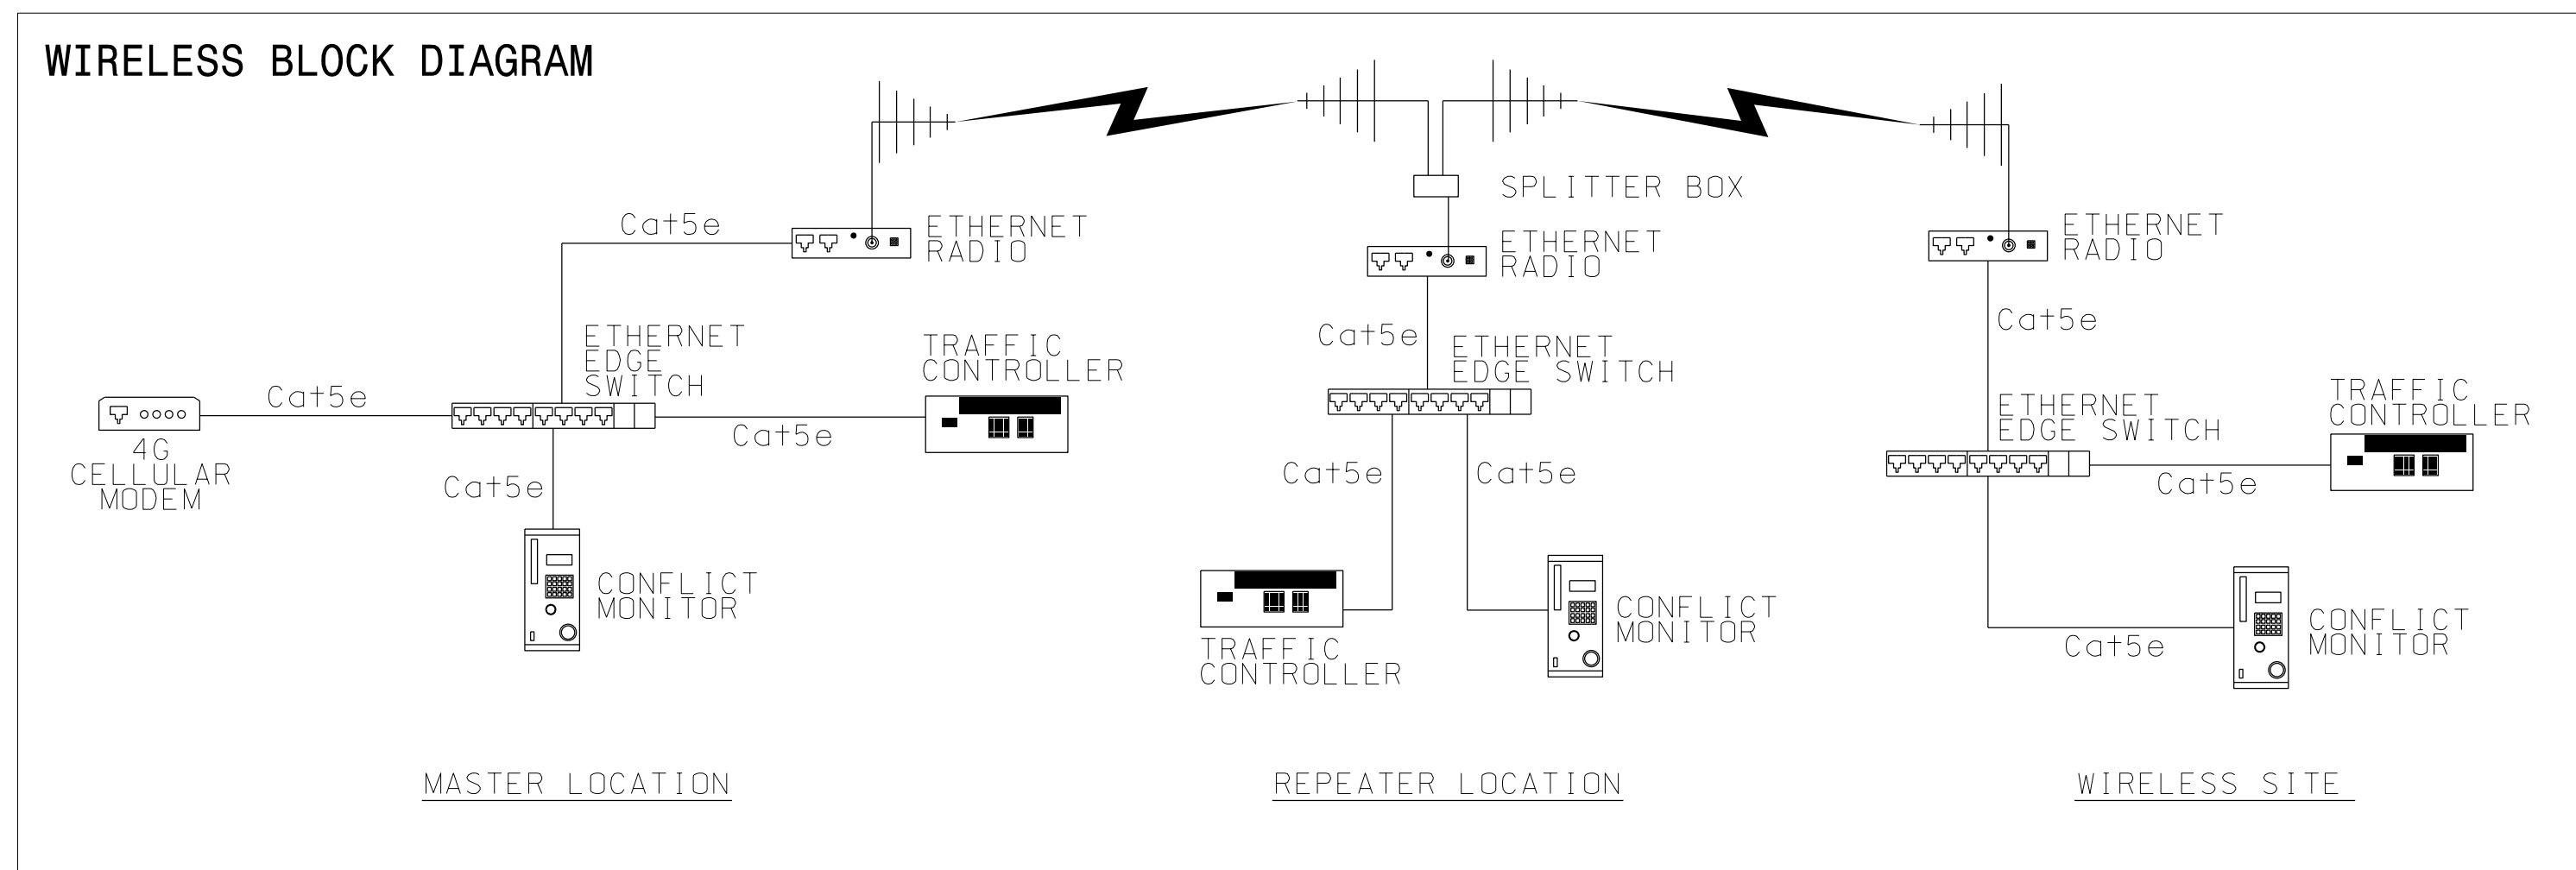 WIRELESS BLOCK DIAGRAM
Cat5e
ETHERNET
RADIO
ETHERNET
EDGE
SWITCH
TRAFFIC
CONTROLLER
Cat5e
4G
CELLULAR
MODEM
Cat5e
Cat5e
CONFLICT
MONITOR
MASTER LOCATION
SPLITTER BOX
ETHERNET
RADIO
Cat5e
ETHERNET
EDGE SWITCH
Cat5e
Cat5e
TRAFFIC
CONTROLLER
CONFLICT
MONITOR
REPEATER LOCATION
ETHERNET
RADIO
Cat5e
ETHERNET
EDGE SWITCH
TRAFFIC
CONTROLLER
Cat5e
Cat5e
CONFLICT
MONITOR
WIRELESS SITE